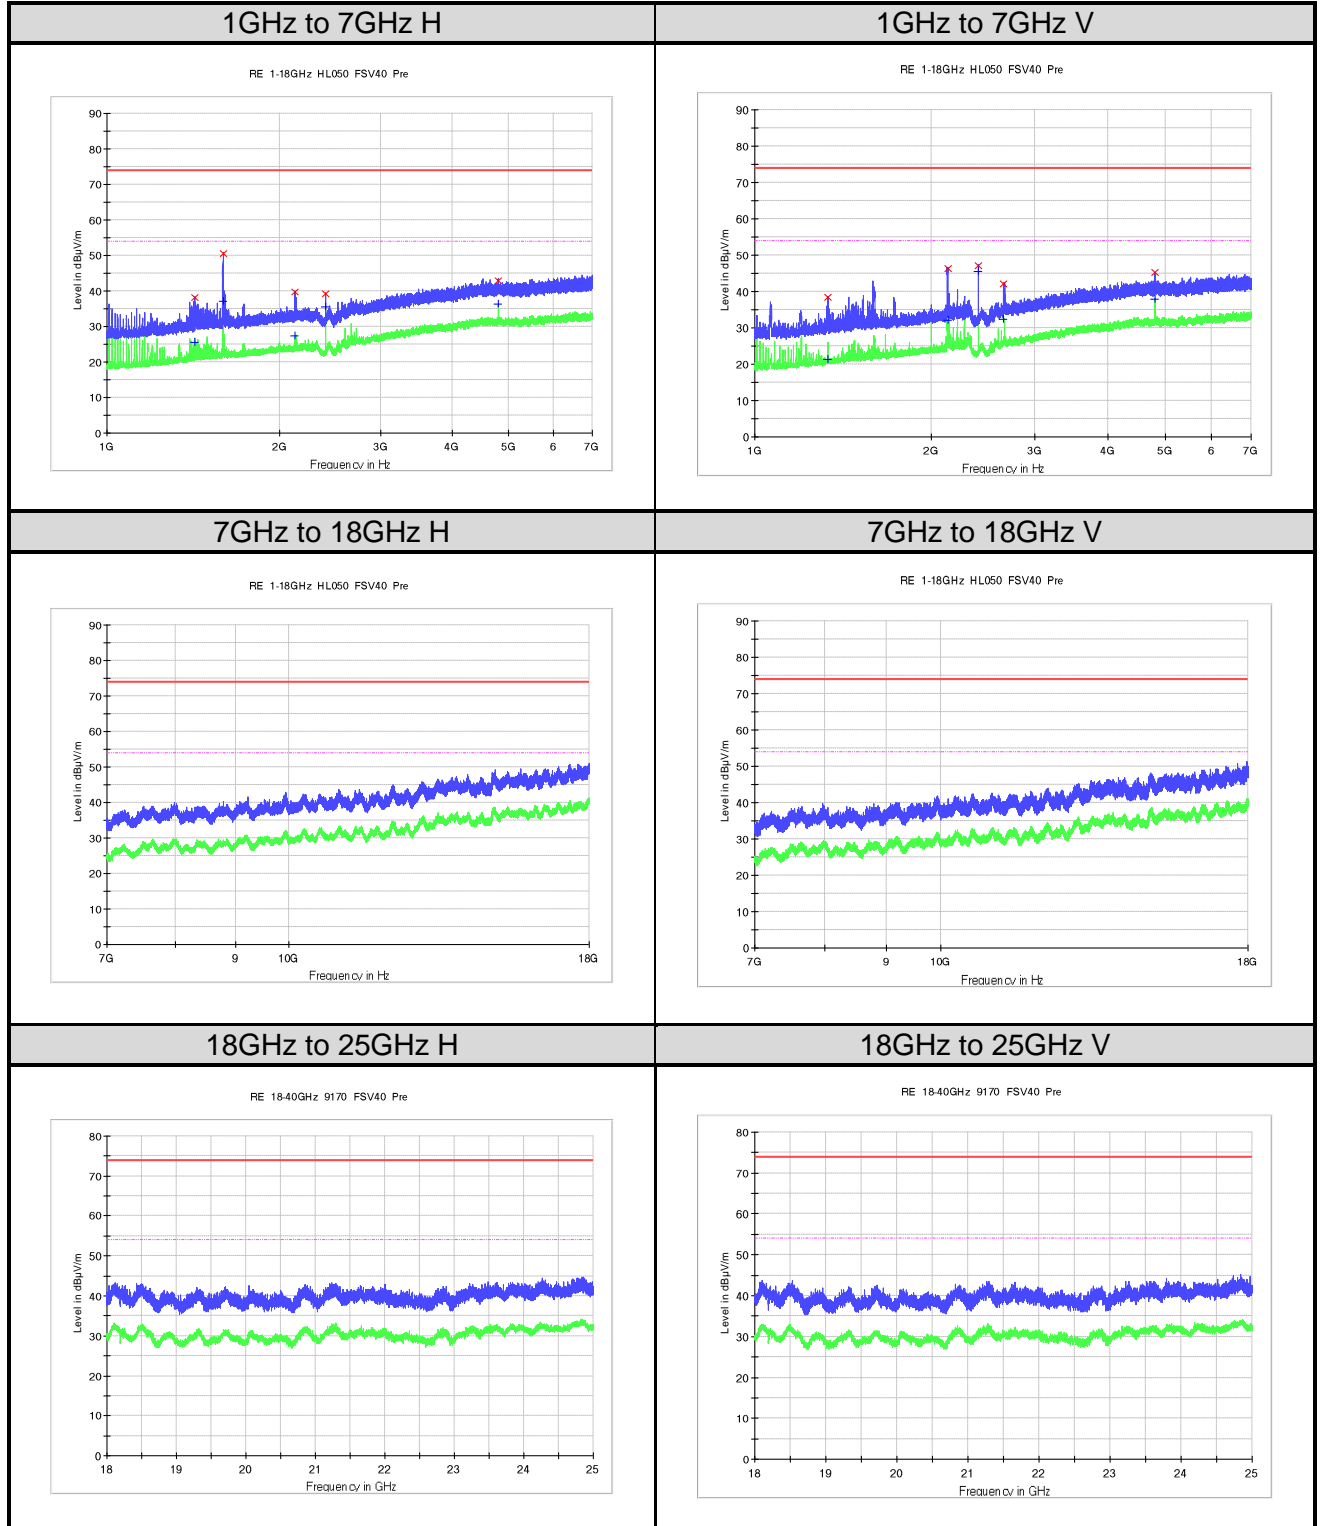 1GHz to 7GHz H
1GHz to 7GHz V
RE 1-18GHz HL050 FSV40 Pre
Level in dBµV/m
90
80
70
60
50
40
30
20
10
0
1G 2G 3G 4G 5G 6 7G
Frequency in Hz
RE 1-18GHz HL050 FSV40 Pre
Level in dBµV/m
90
80
70
60
50
40
30
20
10
0
1G 2G 3G 4G 5G 6 7G
Frequency in Hz
7GHz to 18GHz H
7GHz to 18GHz V
RE 1-18GHz HL050 FSV40 Pre
Level in dBµV/m
90
80
70
60
50
40
30
20
10
0
7G 9 10G 18G
Frequency in Hz
RE 1-18GHz HL050 FSV40 Pre
Level in dBµV/m
90
80
70
60
50
40
30
20
10
0
7G 9 10G 18G
Frequency in Hz
18GHz to 25GHz H
18GHz to 25GHz V
RE 18-40GHz 9170 FSV40 Pre
Level in dBµV/m
80
70
60
50
40
30
20
10
0
18 19 20 21 22 23 24 25
Frequency in GHz
RE 18-40GHz 9170 FSV40 Pre
Level in dBµV/m
80
70
60
50
40
30
20
10
0
18 19 20 21 22 23 24 25
Frequency in GHz